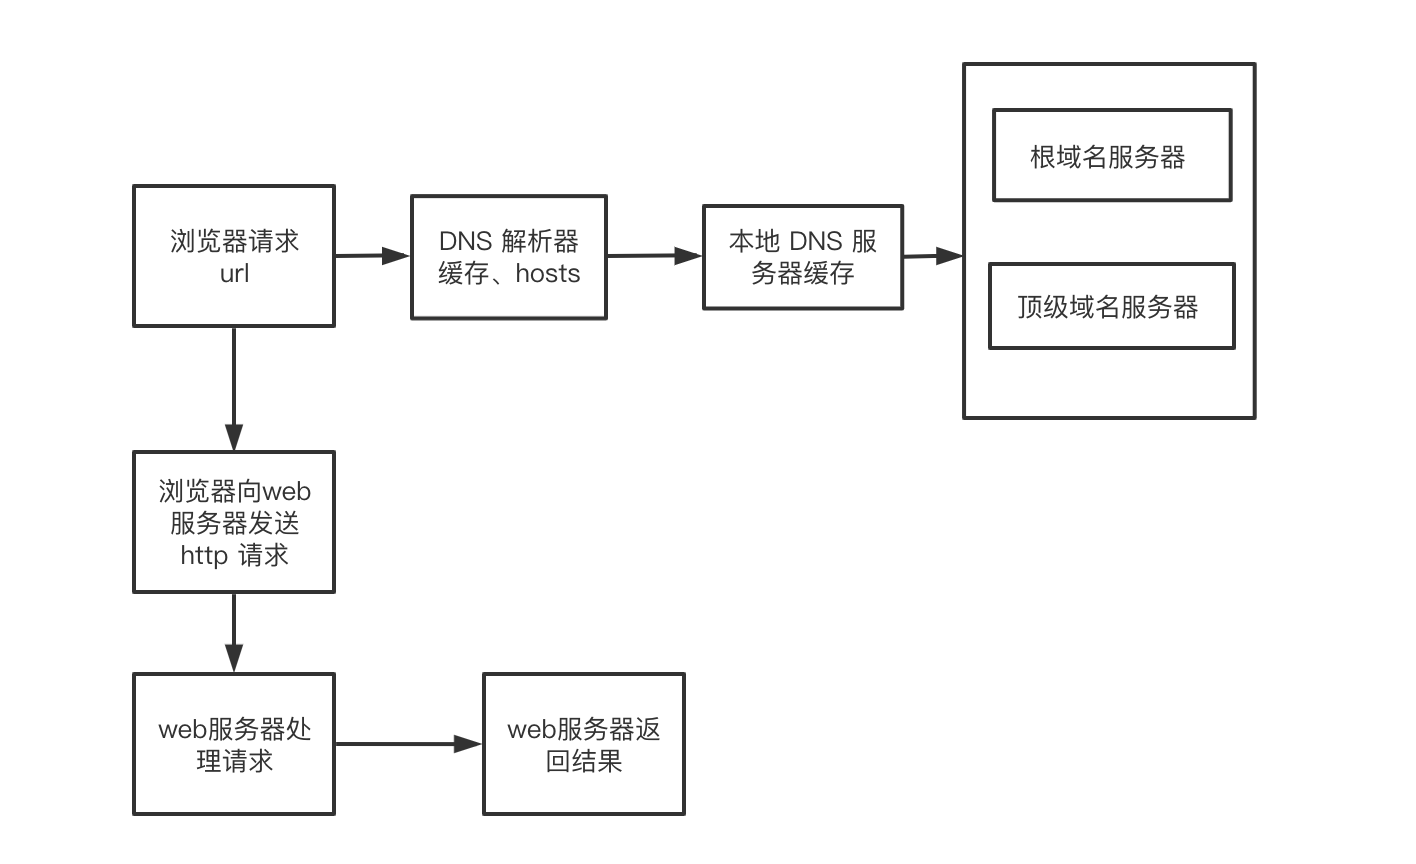 浏览器请求
url
DNS 解析器
缓存、hosts
本地 DNS 服
务器缓存
根域名服务器
顶级域名服务器
浏览器向web
服务器发送
http 请求
web服务器处
理请求
web服务器返
回结果